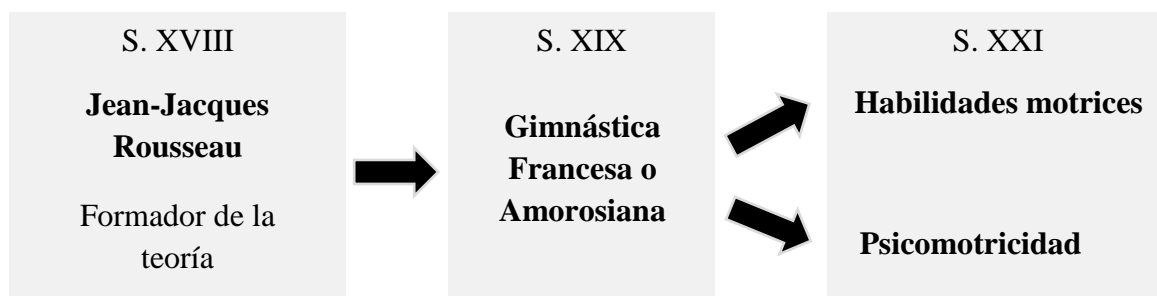 S. XVIII
Jean-Jacques
Rousseau
Formador de la
teoría
S. XIX
Gimnástica
Francesa o
Amorosiana
S. XXI
Habilidades motrices
Psicomotricidad